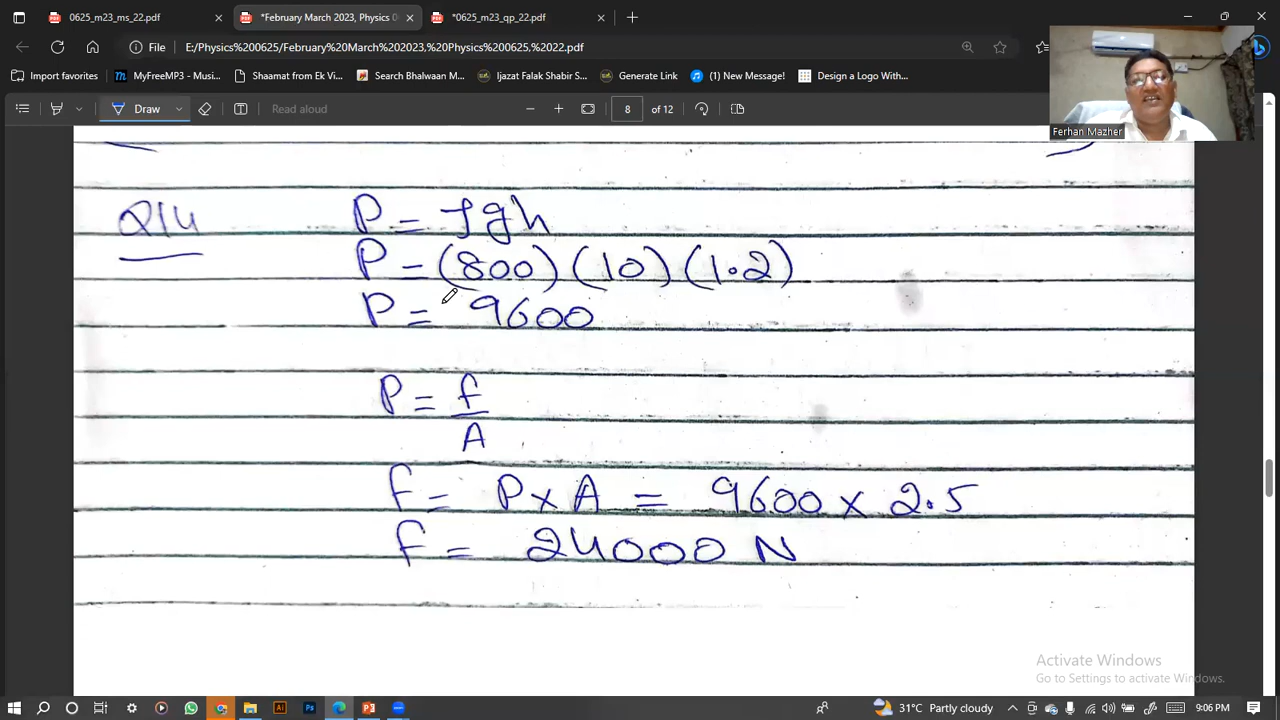 0625_m23_ms_22.pdf
*February March 2023, Physics 0
*0625_m23_qp_22.pdf
File
E:/Physics%200625/February%20March%202023,%20Physics%200625,%2022.pdf
Import favorites
MyFreeMP3 - Musi...
Shaamat from Ek Vi...
Search Bhalwaan M...
Ijazat Falak Shabir S...
Generate Link
(1) New Message!
Design a Logo With...
Draw
Read aloud
8 of 12
Ferhan Mazher
Q14
P = ρgh
P = (800) (10) (1.2)
P = 9600
P = f
A
f = P x A = 9600 x 2.5
f = 24000 N
Activate Windows
Go to Settings to activate Windows.
31°C Partly cloudy
9:06 PM